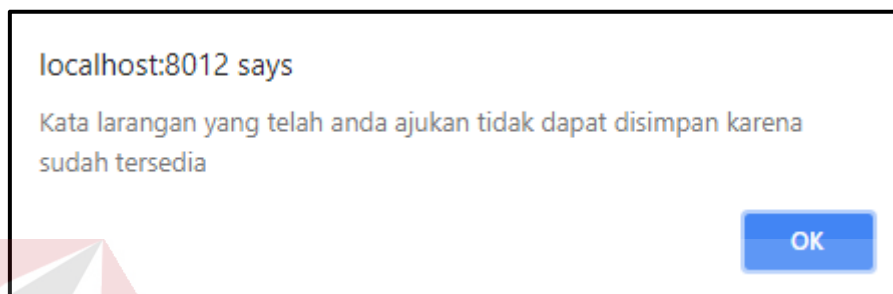 localhost:8012 says
Kata larangan yang telah anda ajukan tidak dapat disimpan karena
sudah tersedia
OK